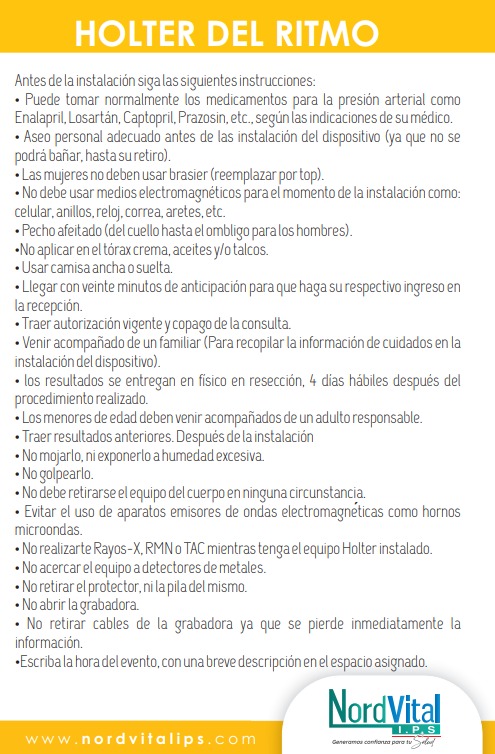 HOLTER DEL RITMO
Antes de la instalación siga las siguientes instrucciones:
• Puede tomar normalmente los medicamentos para la presión arterial como
Enalapril, Losartán, Captopril, Prazosin, etc., según las indicaciones de su médico.
• Aseo personal adecuado antes de las instalación del dispositivo (ya que no se
podrá bañar, hasta su retiro).
• Las mujeres no deben usar brasier (reemplazar por top).
• No debe usar medios electromagnéticos para el momento de la instalación como:
celular, anillos, reloj, correa, aretes, etc.
• Pecho afeitado (del cuello hasta el ombligo para los hombres).
•No aplicar en el tórax crema, aceites y/o talcos.
• Usar camisa ancha o suelta.
• Llegar con veinte minutos de anticipación para que haga su respectivo ingreso en
la recepción.
• Traer autorización vigente y copago de la consulta.
• Venir acompañado de un familiar (Para recopilar la información de cuidados en la
instalación del dispositivo).
• los resultados se entregan en físico en resección, 4 días hábiles después del
procedimiento realizado.
• Los menores de edad deben venir acompañados de un adulto responsable.
• Traer resultados anteriores. Después de la instalación
• No mojarlo, ni exponerlo a humedad excesiva.
• No golpearlo.
• No debe retirarse el equipo del cuerpo en ninguna circunstancia.
• Evitar el uso de aparatos emisores de ondas electromagnéticas como hornos
microondas.
• No realizarte Rayos-X, RMN o TAC mientras tenga el equipo Holter instalado.
• No acercar el equipo a detectores de metales.
• No retirar el protector, ni la pila del mismo.
• No abrir la grabadora.
• No retirar cables de la grabadora ya que se pierde inmediatamente la
información.
•Escriba la hora del evento, con una breve descripción en el espacio asignado.
NordVital
I.P.S
Generamos confianza para tu Salud
www.nordvitalips.com